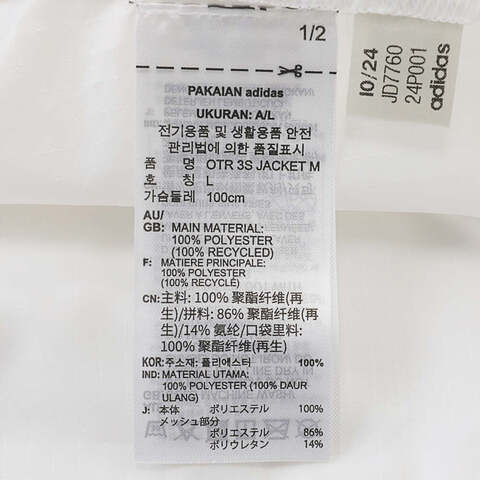 1/2
PAKAIAN adidas
UKURAN: A/L
전기용품 및 생활용품 안전
관리법에 의한 품질표시
품 명 OTR 3S JACKET M
호 칭 L
가슴둘레 100cm
AU/
GB: MAIN MATERIAL:
100% POLYESTER
(100% RECYCLED)
F: MATIERE PRINCIPALE:
100% POLYESTER
(100% RECYCLÉ)
CN: 主料: 100% 聚酯纤维(再
生)/拼料: 86% 聚酯纤维(再
生)/14% 氨纶/口袋里料:
100% 聚酯纤维(再生)
KOR: 주소재: 폴리에스터 100%
IND: MATERIAL UTAMA:
100% POLYESTER (100% DAUR
ULANG)
J: 本体 ポリエステル 100%
メッシュ部分
ポリエステル 86%
ポリウレタン 14%
10/24
JD7760
24P001
adidas